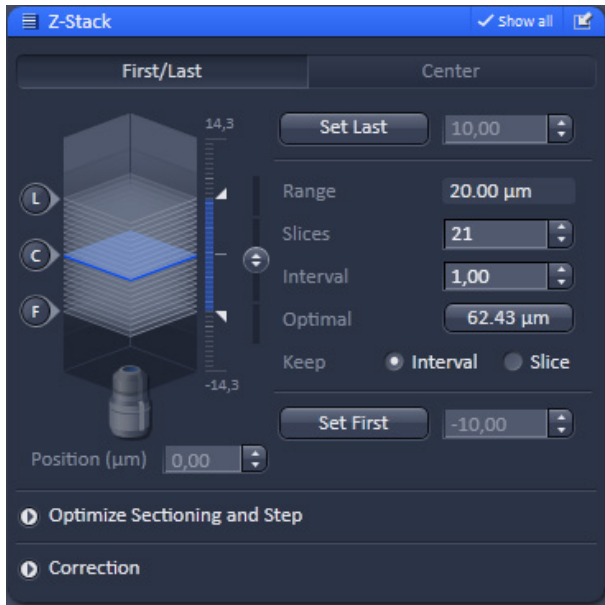 Z-Stack Show all
First/Last Center
14,3
Set Last 10,00
L
Range 20.00 µm
Slices 21
C
Interval 1,00
F
Optimal 62.43 µm
Keep Interval Slice
-14,3
Set First -10,00
Position (µm) 0,00
Optimize Sectioning and Step
Correction